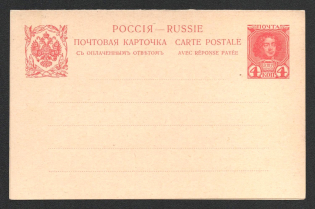 РОССІЯ — RUSSIE
ПОЧТОВАЯ КАРТОЧКА CARTE POSTALE
СЪ ОПЛАЧЕННЫМЪ ОТВѢТОМЪ. AVEC RÉPONSE PAYÉE
ПОЧТА
4 4